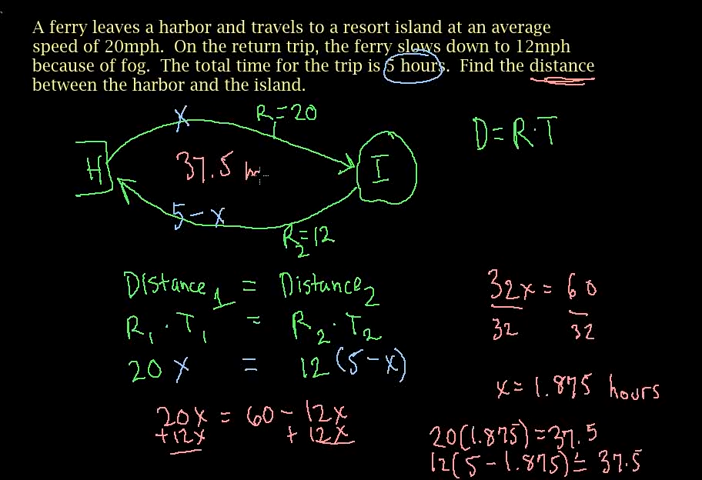 A ferry leaves a harbor and travels to a resort island at an average
speed of 20mph. On the return trip, the ferry slows down to 12mph
because of fog. The total time for the trip is 5 hours. Find the distance
between the harbor and the island.
x
R₁=20
D=R·T
H
37.5
I
5-x
R₂=12
Distance₁ = Distance₂
R₁·T₁ = R₂·T₂
20x = 12(5-x)
20x = 60-12x
+12x +12x
32x=60
32 32
x=1.875 hours
20(1.875)=37.5
12(5-1.875)=37.5